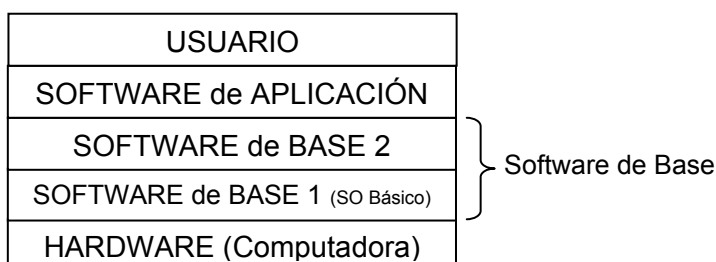 USUARIO
SOFTWARE de APLICACIÓN
SOFTWARE de BASE 2
Software de Base
SOFTWARE de BASE 1 (SO Básico)
HARDWARE (Computadora)